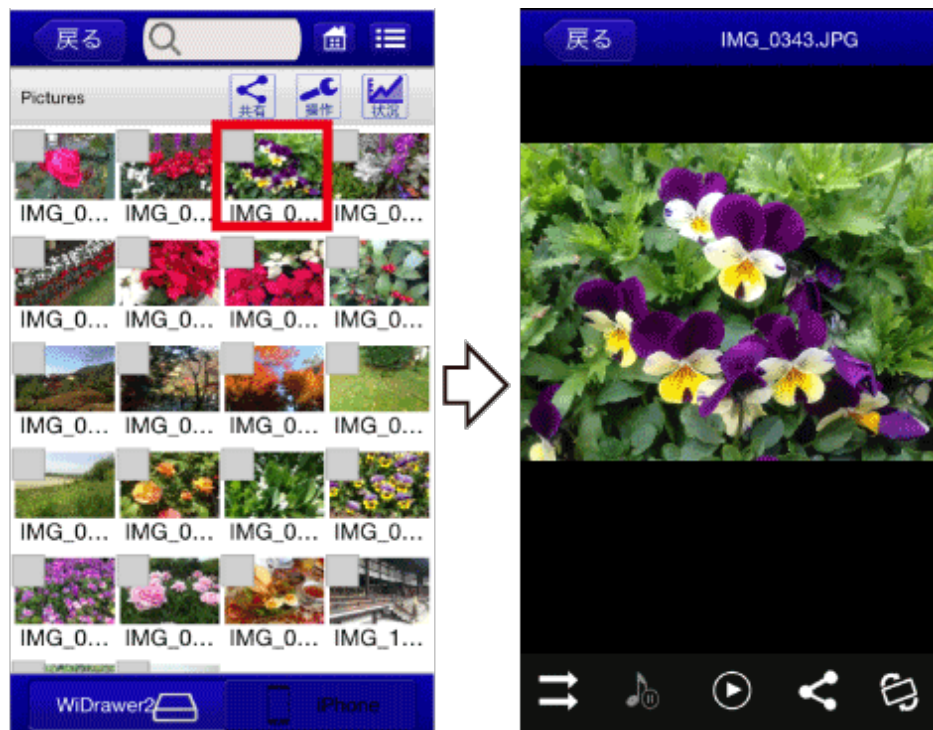 戻る
Pictures
共有 操作 状況
IMG_0... IMG_0... IMG_0... IMG_0...
IMG_0... IMG_0... IMG_0... IMG_0...
IMG_0... IMG_0... IMG_0... IMG_0...
IMG_0... IMG_0... IMG_0... IMG_0...
IMG_0... IMG_0... IMG_0... IMG_1...
WiDrawer2 iPhone
戻る IMG_0343.JPG